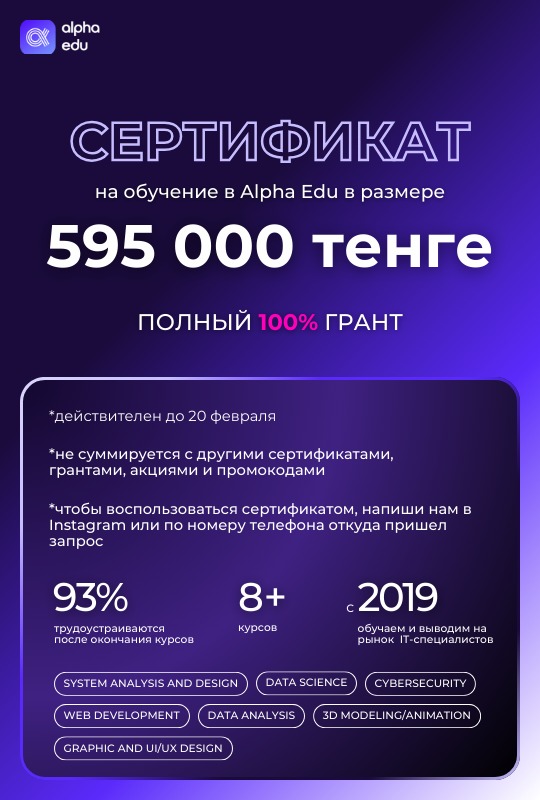 alpha
edu
СЕРТИФИКАТ
на обучение в Alpha Edu в размере
595 000 тенге
ПОЛНЫЙ 100% ГРАНТ
*действителен до 20 февраля
*не суммируется с другими сертификатами,
грантами, акциями и промокодами
*чтобы воспользоваться сертификатом, напиши нам в
Instagram или по номеру телефона откуда пришел
запрос
93%
трудоустраиваются
после окончания курсов
8+
курсов
с 2019
обучаем и выводим на
рынок IT-специалистов
SYSTEM ANALYSIS AND DESIGN
DATA SCIENCE
CYBERSECURITY
WEB DEVELOPMENT
DATA ANALYSIS
3D MODELING/ANIMATION
GRAPHIC AND UI/UX DESIGN